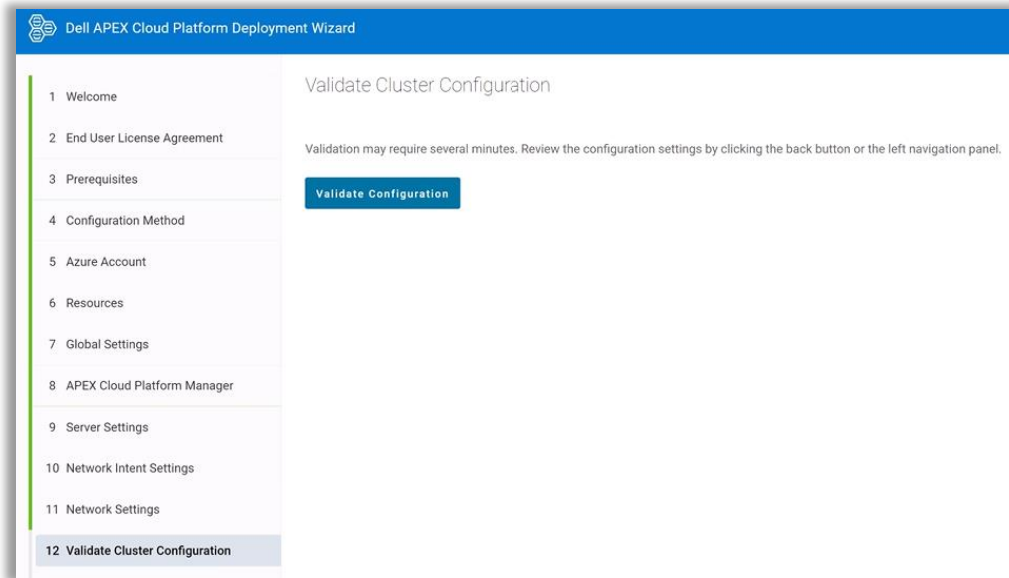 Dell APEX Cloud Platform Deployment Wizard
1 Welcome
2 End User License Agreement
3 Prerequisites
4 Configuration Method
5 Azure Account
6 Resources
7 Global Settings
8 APEX Cloud Platform Manager
9 Server Settings
10 Network Intent Settings
11 Network Settings
12 Validate Cluster Configuration
Validate Cluster Configuration
Validation may require several minutes. Review the configuration settings by clicking the back button or the left navigation panel.
Validate Configuration